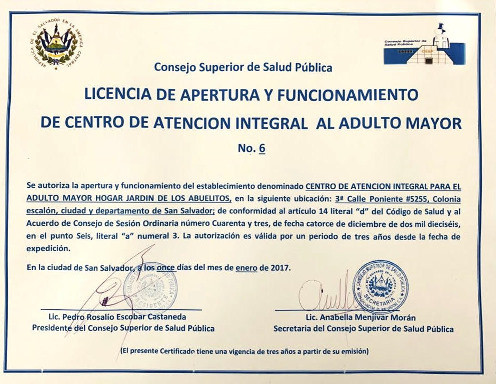 Consejo Superior de
Salud Pública
Consejo Superior de Salud Pública
LICENCIA DE APERTURA Y FUNCIONAMIENTO
DE CENTRO DE ATENCION INTEGRAL AL ADULTO MAYOR
No. 6
Se autoriza la apertura y funcionamiento del establecimiento denominado CENTRO DE ATENCION INTEGRAL PARA EL
ADULTO MAYOR HOGAR JARDIN DE LOS ABUELITOS, en la siguiente ubicación: 3ª Calle Poniente #5255, Colonia
escalón, ciudad y departamento de San Salvador; de conformidad al artículo 14 literal "d" del Código de Salud y al
Acuerdo de Consejo de Sesión Ordinaria número Cuarenta y tres, de fecha catorce de diciembre de dos mil dieciséis,
en el punto Seis, literal "a" numeral 3. La autorización es válida por un periodo de tres años desde la fecha de
expedición.
En la ciudad de San Salvador, a los once días del mes de enero de 2017.
Lic. Pedro Rosalío Escobar Castaneda
Presidente del Consejo Superior de Salud Pública
SECRETARIA
Lic. Anabella Menjívar Morán
Secretaria del Consejo Superior de Salud Pública
(El presente Certificado tiene una vigencia de tres años a partir de su emisión)